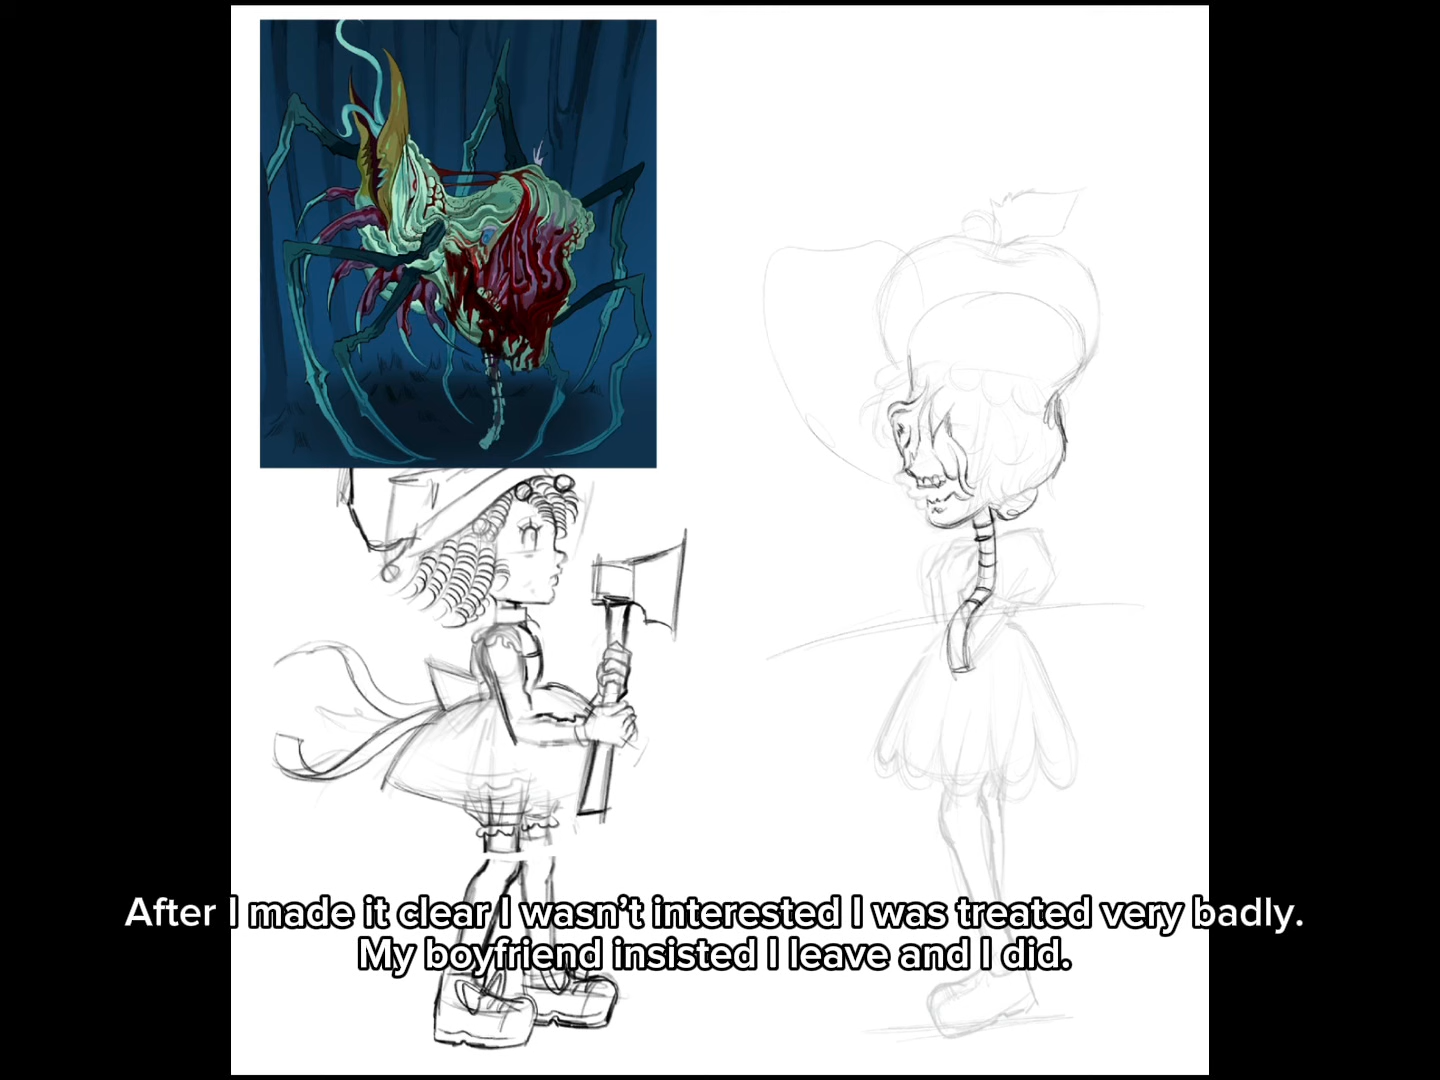 After I made it clear I wasn't interested I was treated very badly.
My boyfriend insisted I leave and I did.